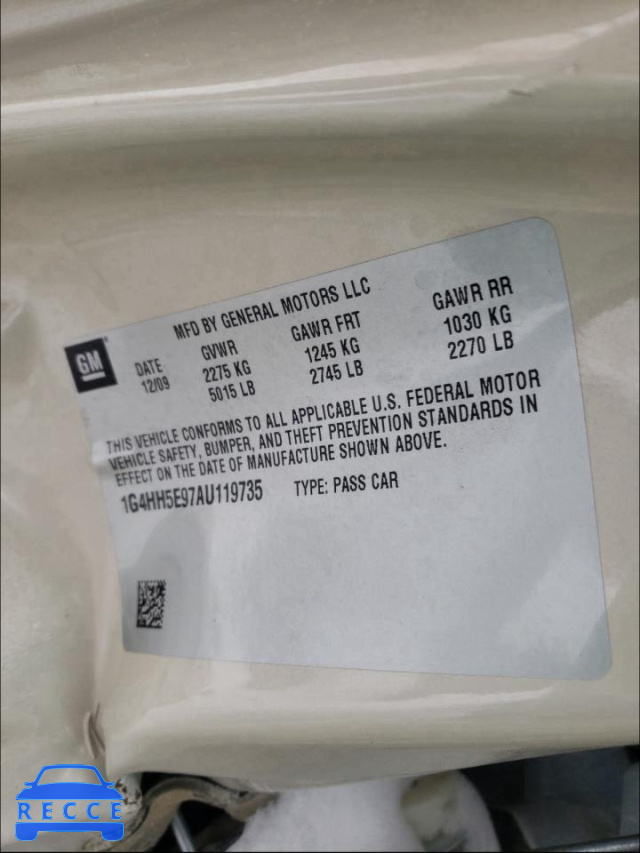 MFD BY GENERAL MOTORS LLC
GM
DATE GVWR GAWR FRT GAWR RR
12/09 2275 KG 1245 KG 1030 KG
5015 LB 2745 LB 2270 LB
THIS VEHICLE CONFORMS TO ALL APPLICABLE U.S. FEDERAL MOTOR
VEHICLE SAFETY, BUMPER, AND THEFT PREVENTION STANDARDS IN
EFFECT ON THE DATE OF MANUFACTURE SHOWN ABOVE.
1G4HH5E97AU119735 TYPE: PASS CAR
RECCE